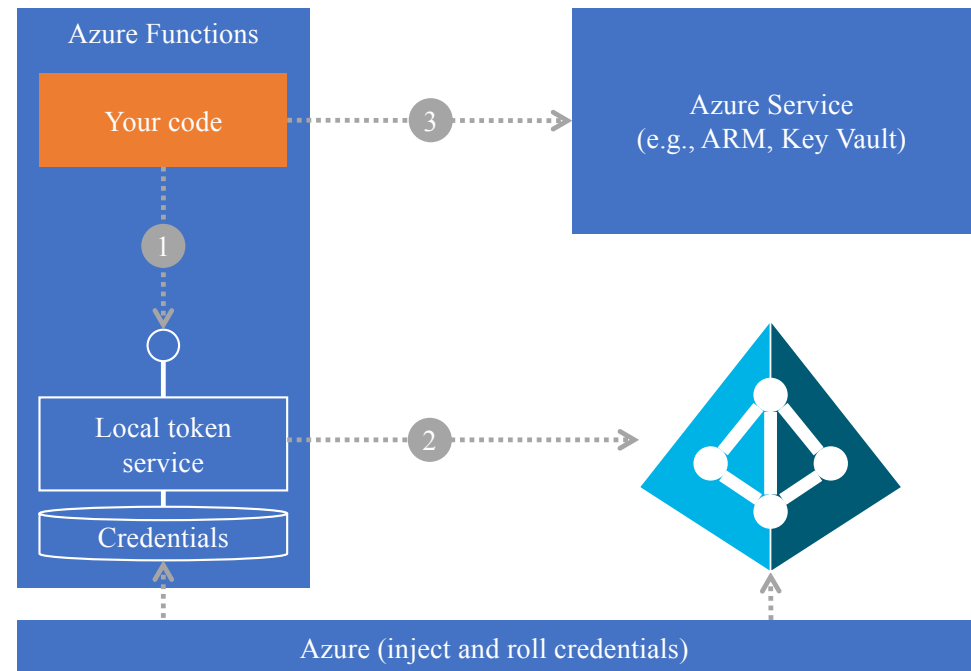 Azure Functions
Your code
3
Azure Service
(e.g., ARM, Key Vault)
1
Local token
service
2
Credentials
Azure (inject and roll credentials)